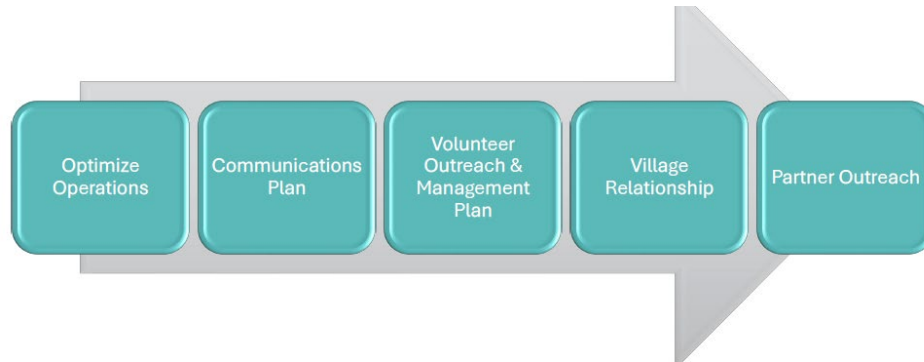 Optimize
Operations
Communications
Plan
Volunteer
Outreach &
Management
Plan
Village
Relationship
Partner Outreach